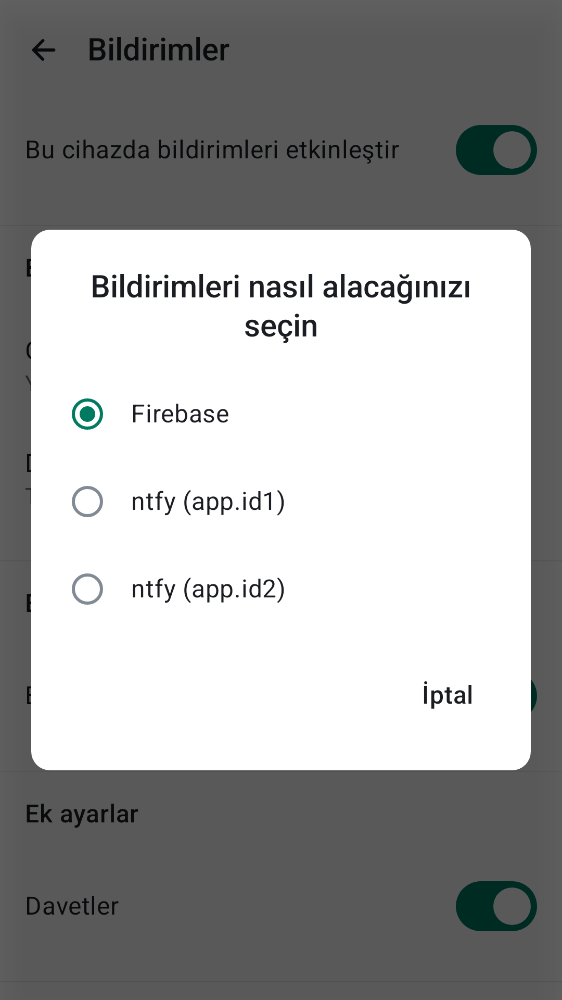 Bildirimler
Bu cihazda bildirimleri etkinleştir
Bildirimleri nasıl alacağınızı
seçin
Firebase
ntfy (app.id1)
ntfy (app.id2)
İptal
Ek ayarlar
Davetler